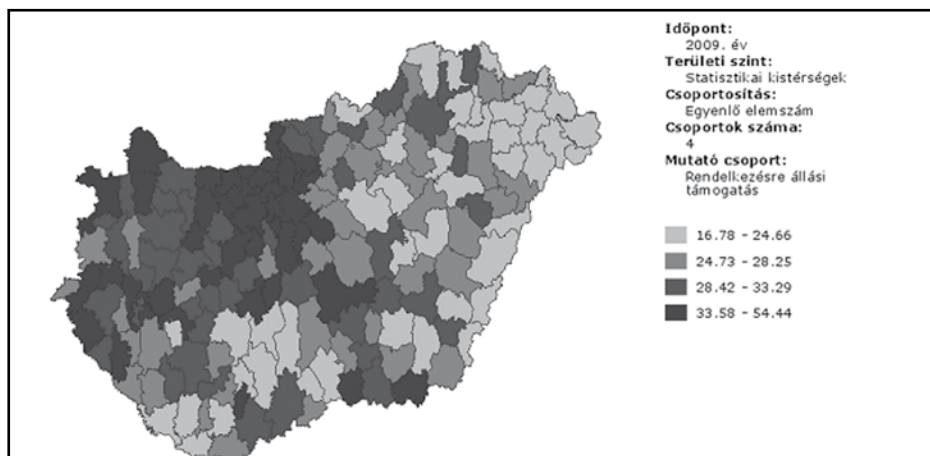 Időpont:
2009. év
Területi szint:
Statisztikai kistérségek
Csoportosítás:
Egyenlő elemszám
Csoportok száma:
4
Mutató csoport:
Rendelkezésre állási
támogatás
16.78 - 24.66
24.73 - 28.25
28.42 - 33.29
33.58 - 54.44